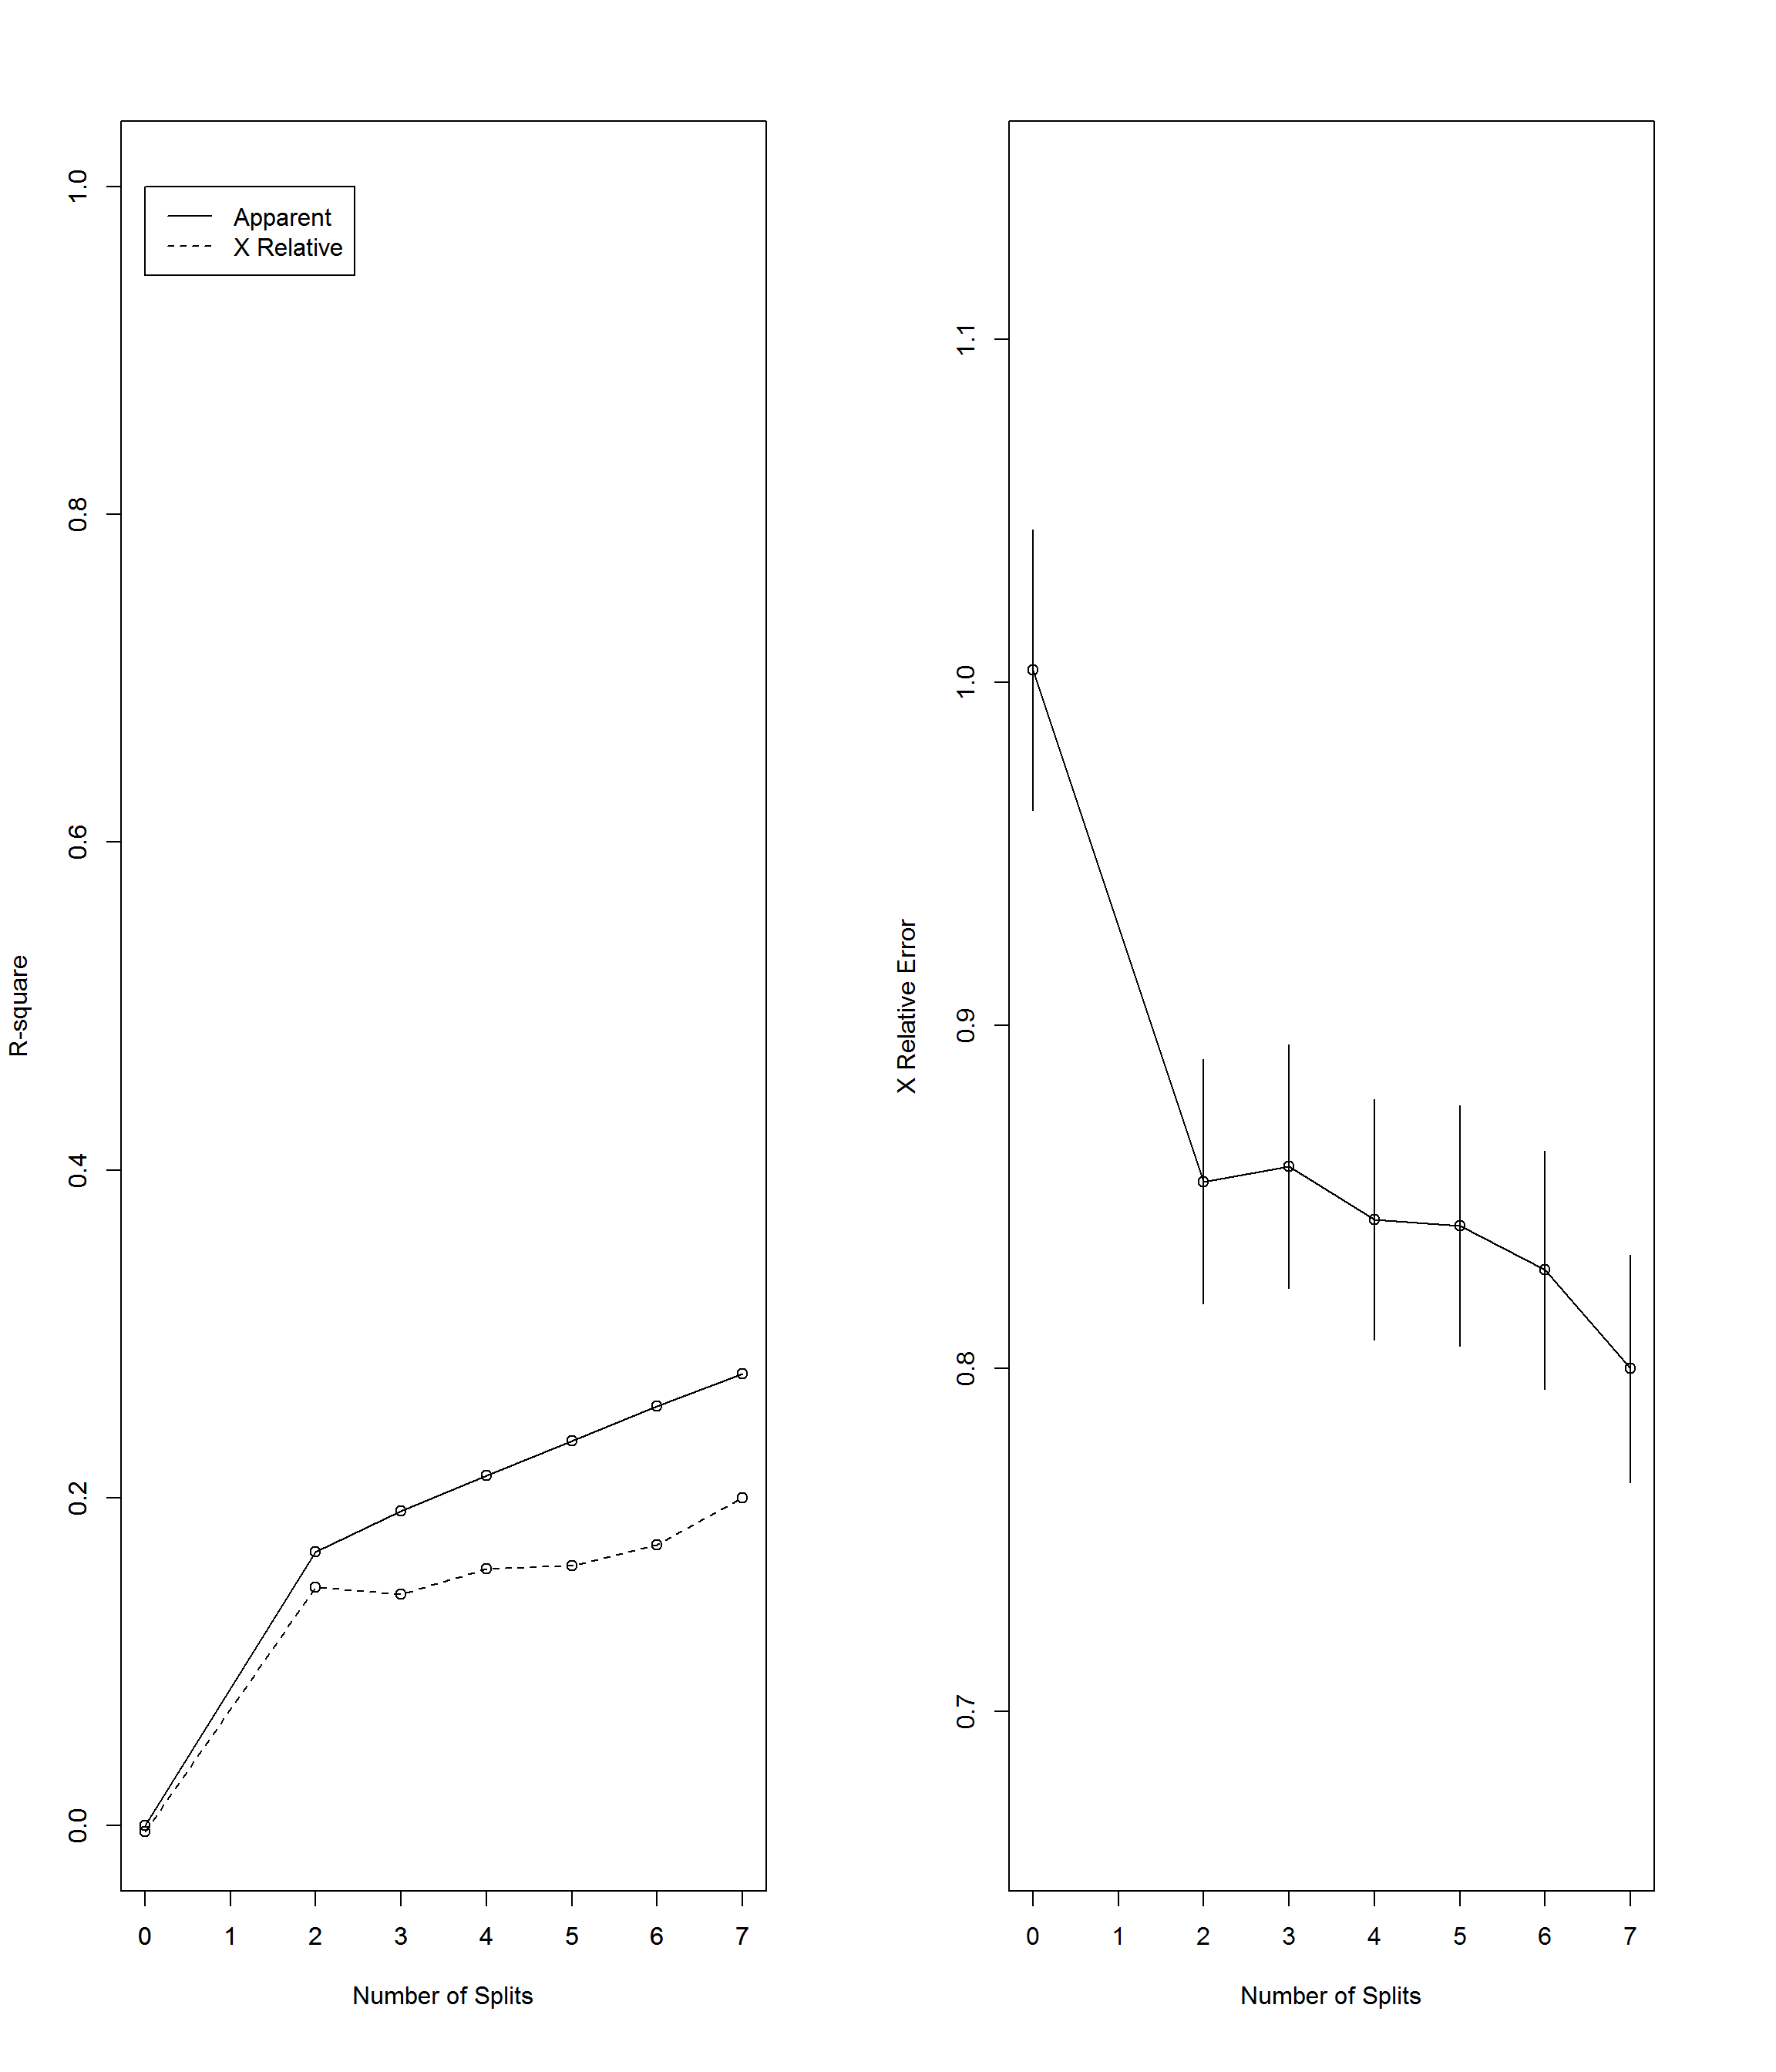 R-square
1.0
0.8
0.6
0.4
0.2
0.0
Apparent
X Relative
0 1 2 3 4 5 6 7
Number of Splits
X Relative Error
1.1
1.0
0.9
0.8
0.7
0 1 2 3 4 5 6 7
Number of Splits